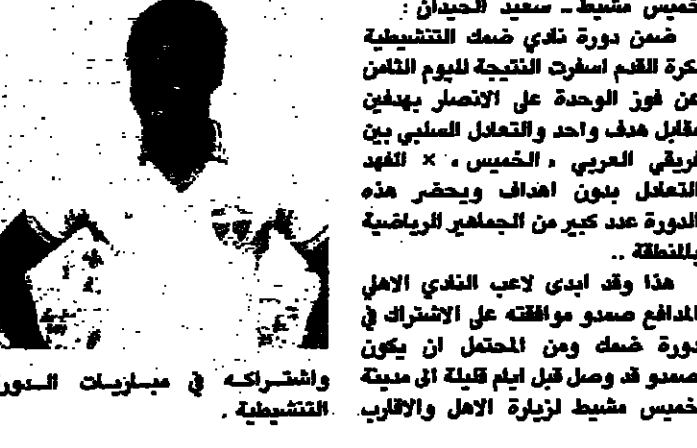 خميس مشيط ـ سعيد الحيدان :
ضمن دورة نادي ضمك التنشيطية
لكرة القدم اسفرت النتيجة لليوم الثامن
عن فوز الوحدة على الانصار بهدفين
مقابل هدف واحد والتعادل السلبي بين
فريقي العربي ، الخميس ، × الفهد
التعادل بدون اهداف ويحضر هذه
الدورة عدد كبير من الجماهير الرياضية
بالمنطقة ..
هذا وقد ابدى لاعب النادي الاهلي
المدافع صمدو موافقته على الاشتراك في
دورة ضمك ومن المحتمل ان يكون
صمدو قد وصل قبل ايام قليلة الى مدينة
خميس مشيط لزيارة الاهل والاقارب
واشتراكه في مباريات الدورة
التنشيطية .